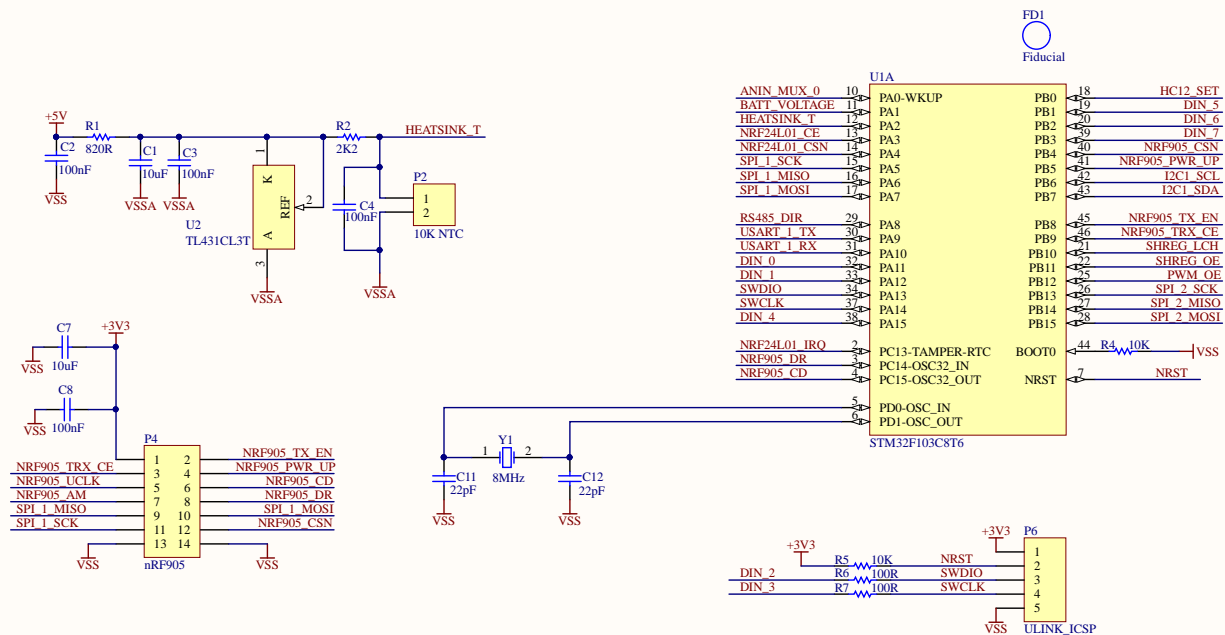 FD1
Fiducial
U1A
ANIN_MUX_0 10 PA0-WKUP PB0 18 HC12_SET
BATT_VOLTAGE 11 PA1 PB1 19 DIN_5
HEATSINK_T 12 PA2 PB2 20 DIN_6
NRF24L01_CE 13 PA3 PB3 39 DIN_7
NRF24L01_CSN 14 PA4 PB4 40 NRF905_CSN
SPI_1_SCK 15 PA5 PB5 41 NRF905_PWR_UP
SPI_1_MISO 16 PA6 PB6 42 I2C1_SCL
SPI_1_MOSI 17 PA7 PB7 43 I2C1_SDA
RS485_DIR 29 PA8 PB8 45 NRF905_TX_EN
USART_1_TX 30 PA9 PB9 46 NRF905_TRX_CE
USART_1_RX 31 PA10 PB10 21 SHREG_LCH
DIN_0 32 PA11 PB11 22 SHREG_OE
DIN_1 33 PA12 PB12 25 PWM_OE
SWDIO 34 PA13 PB13 26 SPI_2_SCK
SWCLK 37 PA14 PB14 27 SPI_2_MISO
DIN_4 38 PA15 PB15 28 SPI_2_MOSI
NRF24L01_IRQ 2 PC13-TAMPER-RTC BOOT0 44 R4 10K VSS
NRF905_DR 3 PC14-OSC32_IN
NRF905_CD 4 PC15-OSC32_OUT NRST 7 NRST
5 PD0-OSC_IN
6 PD1-OSC_OUT
STM32F103C8T6
+5V
R1
820R
R2
2K2
HEATSINK_T
C2
100nF
VSS
C1
10uF
VSSA
C3
100nF
VSSA
1
K
REF
2
A
3
U2
TL431CL3T
VSSA
C4
100nF
P2
1
2
10K NTC
VSSA
+3V3
C7
10uF
VSS
C8
100nF
VSS
P4
1 2 NRF905_TX_EN
NRF905_TRX_CE 3 4 NRF905_PWR_UP
NRF905_UCLK 5 6 NRF905_CD
NRF905_AM 7 8 NRF905_DR
SPI_1_MISO 9 10 SPI_1_MOSI
SPI_1_SCK 11 12 NRF905_CSN
13 14
VSS
VSS
nRF905
Y1
1 2
8MHz
C11
22pF
VSS
C12
22pF
VSS
+3V3
+3V3
P6
1
R5 10K NRST 2
DIN_2 R6 100R SWDIO 3
DIN_3 R7 100R SWCLK 4
5
VSS
ULINK_ICSP